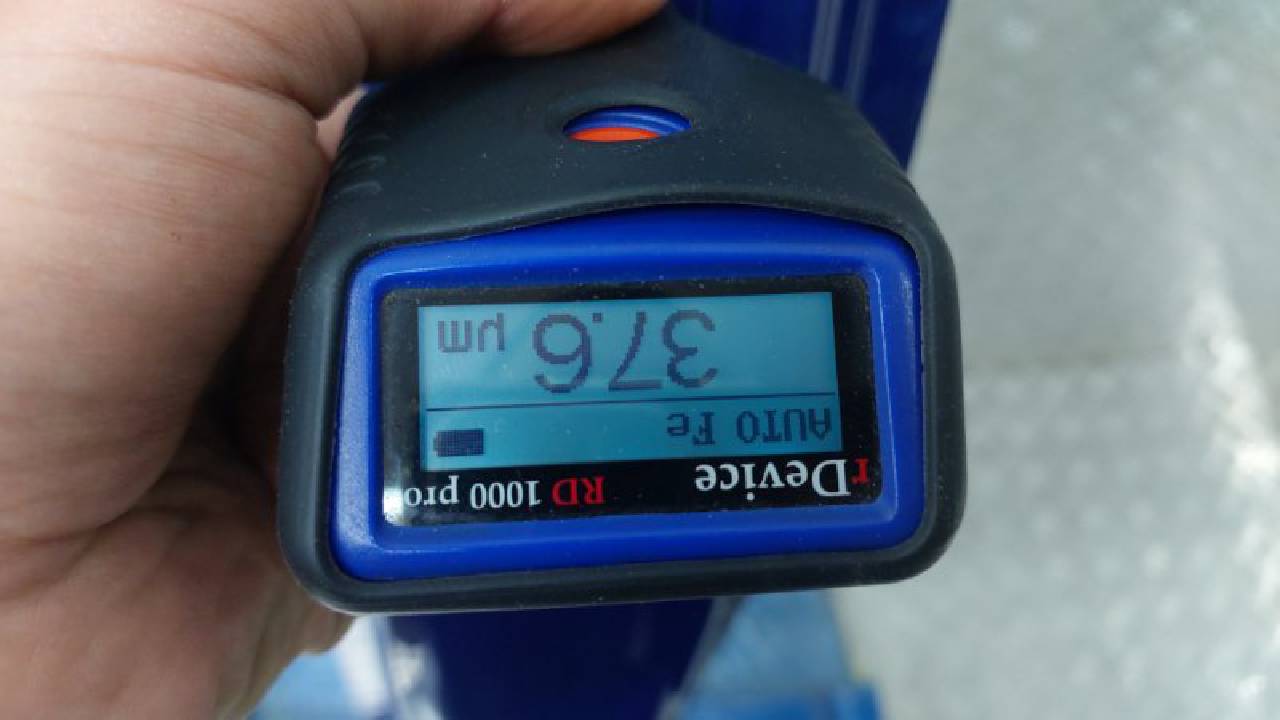 rDevice RD 1000 pro
AUTO Fe
37.6 µm